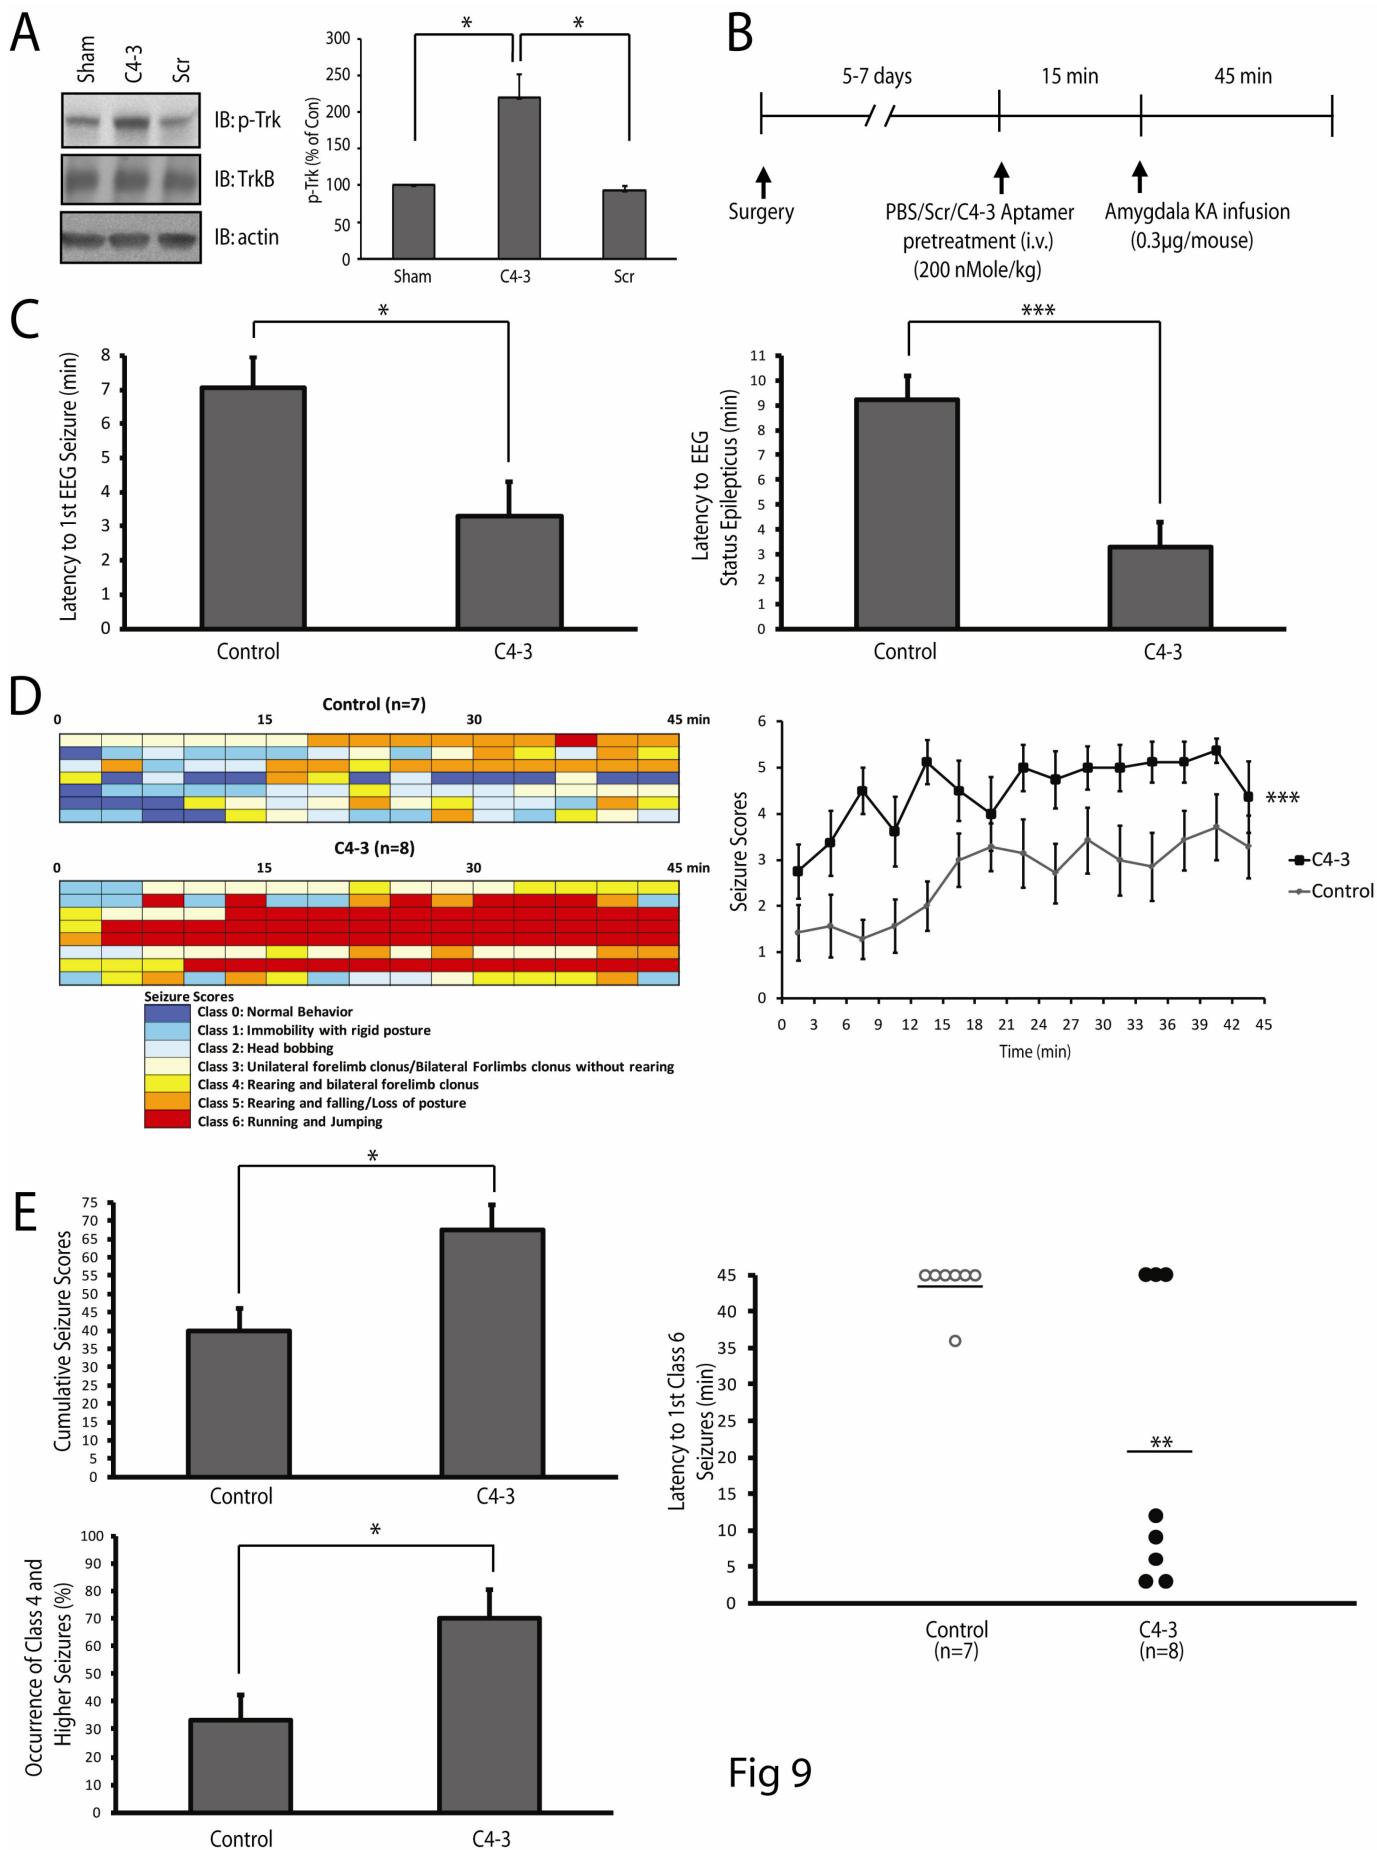 A
Sham
C4-3
Scr
IB: p-Trk
IB: TrkB
IB: actin
p-Trk (% of Con)
300
250
200
150
100
50
0
*
*
Sham
C4-3
Scr
B
5-7 days
15 min
45 min
Surgery
PBS/Scr/C4-3 Aptamer
pretreatment (i.v.)
(200 nMole/kg)
Amygdala KA infusion
(0.3µg/mouse)
C
Latency to 1st EEG Seizure (min)
8
7
6
5
4
3
2
1
0
*
Control
C4-3
Latency to EEG
Status Epilepticus (min)
11
10
9
8
7
6
5
4
3
2
1
0
***
Control
C4-3
D
Control (n=7)
0 15 30 45 min
C4-3 (n=8)
0 15 30 45 min
Seizure Scores
Class 0: Normal Behavior
Class 1: Immobility with rigid posture
Class 2: Head bobbing
Class 3: Unilateral forelimb clonus/Bilateral Forlimbs clonus without rearing
Class 4: Rearing and bilateral forelimb clonus
Class 5: Rearing and falling/Loss of posture
Class 6: Running and Jumping
Seizure Scores
6
5
4
3
2
1
0
0 3 6 9 12 15 18 21 24 27 30 33 36 39 42 45
Time (min)
***
C4-3
Control
E
Cumulative Seizure Scores
75
70
65
60
55
50
45
40
35
30
25
20
15
10
5
0
*
Control
C4-3
Occurrence of Class 4 and
Higher Seizures (%)
100
90
80
70
60
50
40
30
20
10
0
*
Control
C4-3
Latency to 1st Class 6
Seizures (min)
45
40
35
30
25
20
15
10
5
0
**
Control
(n=7)
C4-3
(n=8)
Fig 9